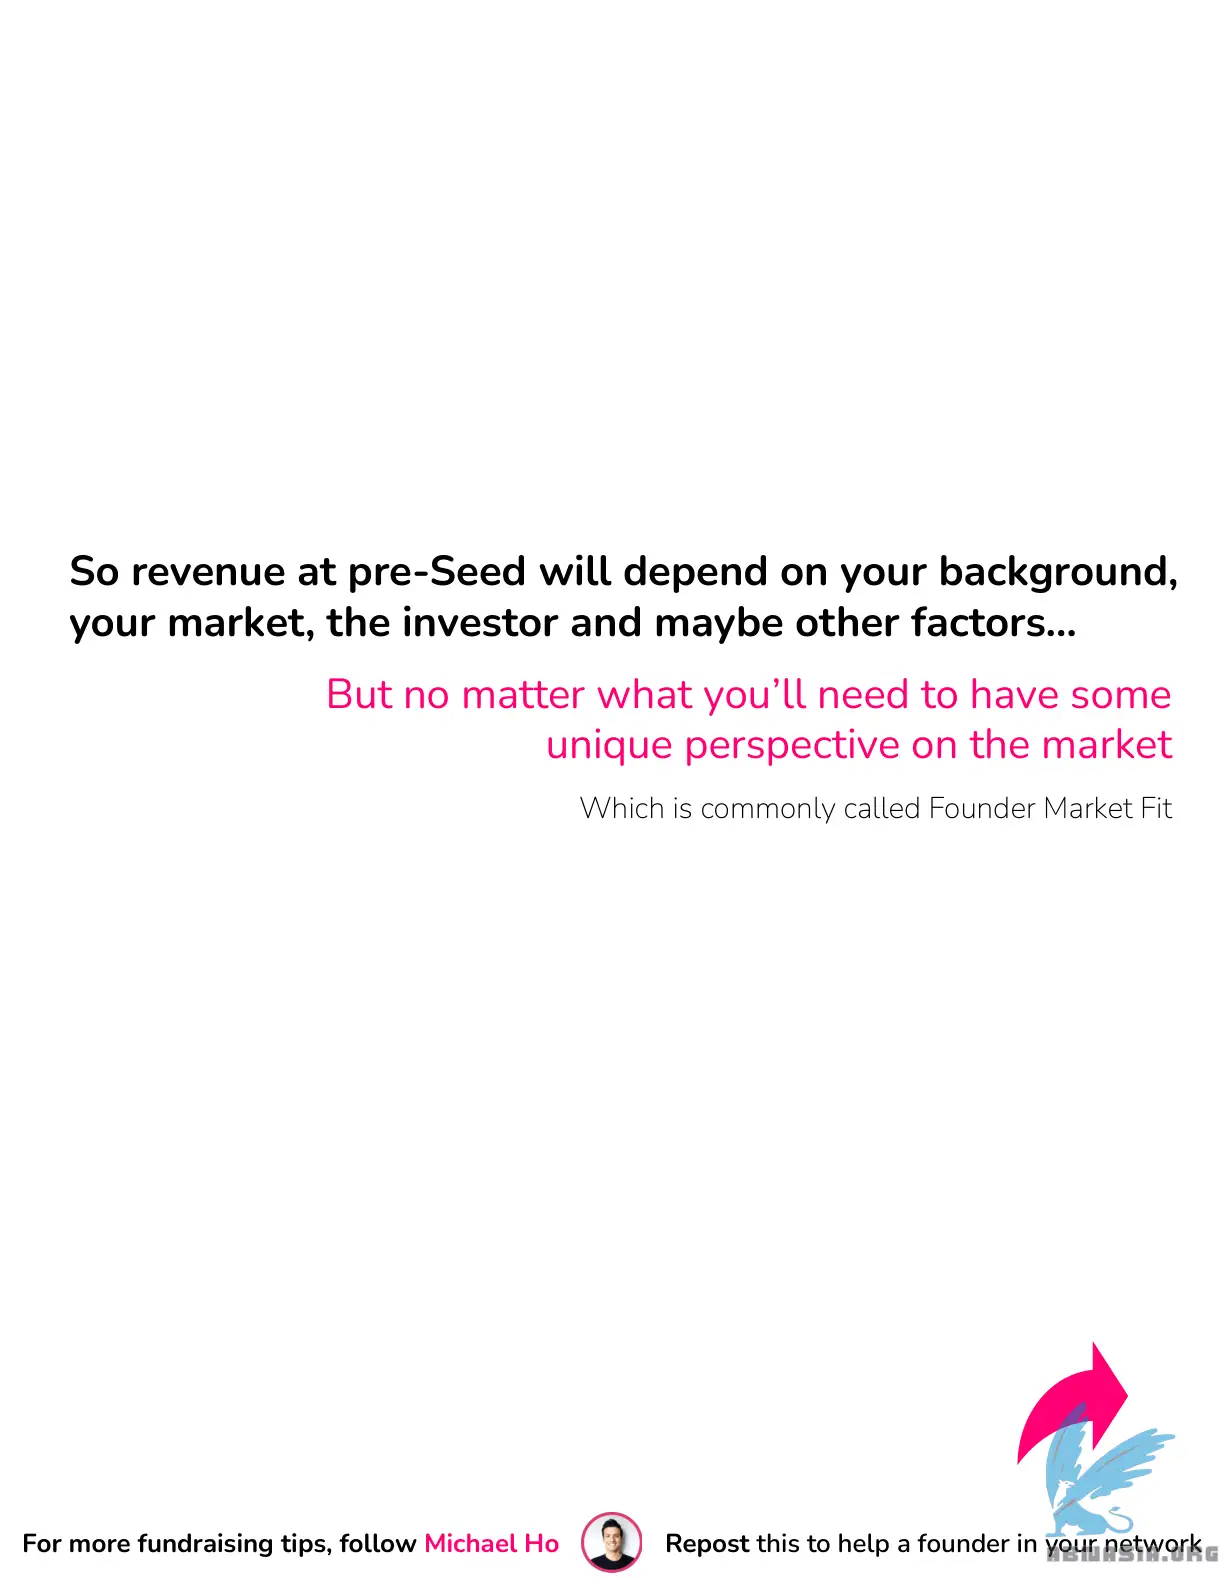 So revenue at pre-Seed will depend on your background,
your market, the investor and maybe other factors...
But no matter what you’ll need to have some
unique perspective on the market
Which is commonly called Founder Market Fit
For more fundraising tips, follow Michael Ho
Repost this to help a founder in your network
ABWASIA.ORG